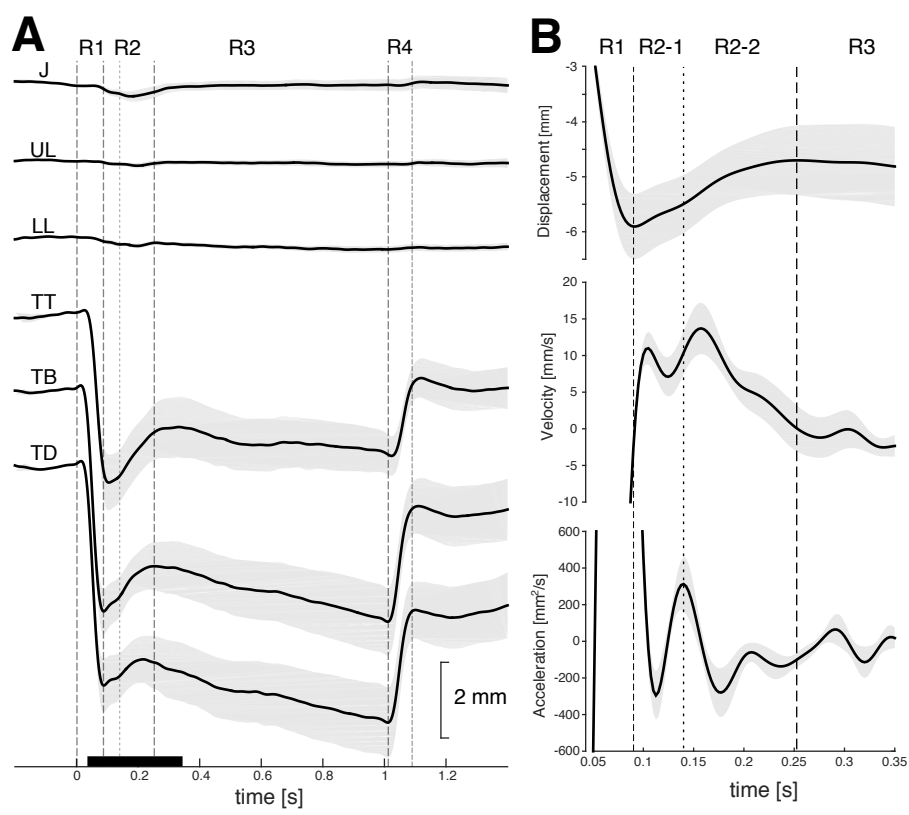 A
R1 R2 R3 R4
J
UL
LL
TT
TB
TD
2 mm
0 0.2 0.4 0.6 0.8 1 1.2
time [s]
B
R1 R2-1 R2-2 R3
Displacement [mm]
-3
-4
-5
-6
Velocity [mm/s]
20
15
10
5
0
-5
-10
Acceleration [mm²/s]
600
400
200
0
-200
-400
-600
0.05 0.1 0.15 0.2 0.25 0.3 0.35
time [s]